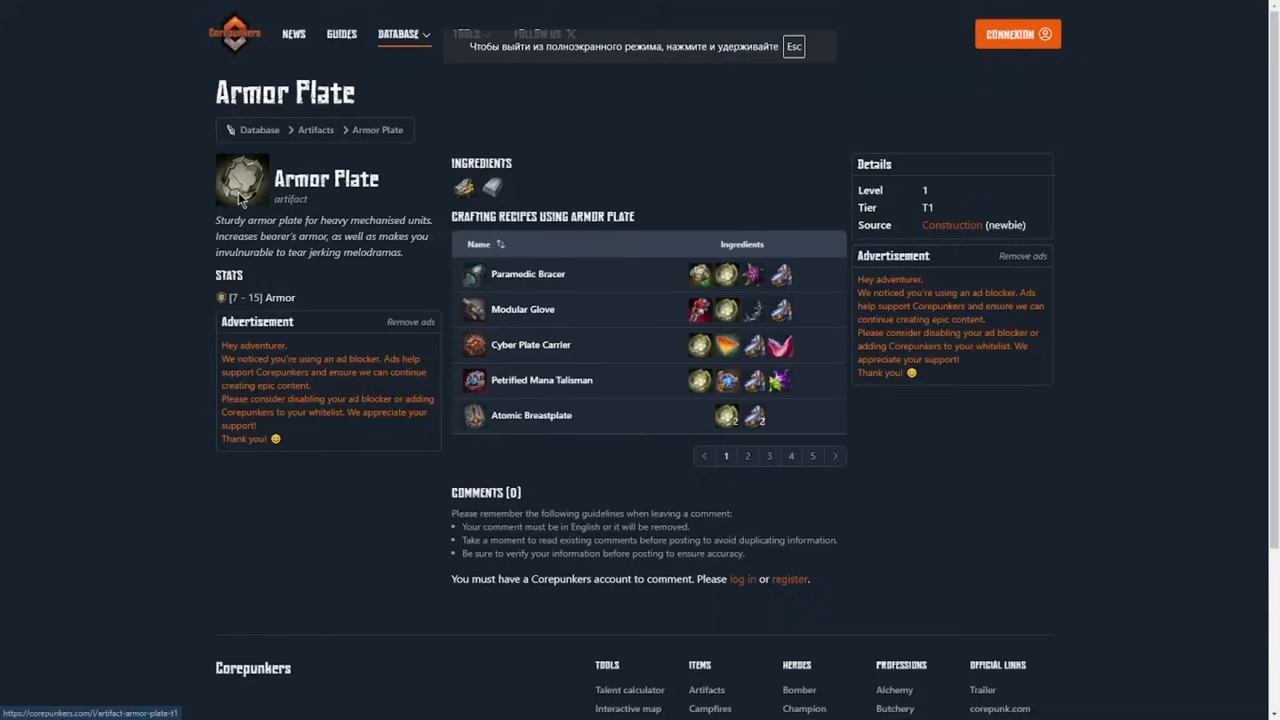 Corepunkers
NEWS
GUIDES
DATABASE
TOOLS
FOLLOW US
CONNEXION
Чтобы выйти из полноэкранного режима, нажмите и удерживайте Esc
Armor Plate
Database
Artifacts
Armor Plate
Armor Plate
artifact
Sturdy armor plate for heavy mechanised units.
Increases bearer's armor, as well as makes you
invulnurable to tear jerking melodramas.
STATS
[7 - 15] Armor
Advertisement
Remove ads
Hey adventurer.
We noticed you're using an ad blocker. Ads help
support Corepunkers and ensure we can continue
creating epic content.
Please consider disabling your ad blocker or adding
Corepunkers to your whitelist. We appreciate your
support!
Thank you!
INGREDIENTS
CRAFTING RECIPES USING ARMOR PLATE
Name
Ingredients
Paramedic Bracer
Modular Glove
Cyber Plate Carrier
Petrified Mana Talisman
Atomic Breastplate
2
2
1 2 3 4 5
COMMENTS (0)
Please remember the following guidelines when leaving a comment:
Your comment must be in English or it will be removed.
Take a moment to read existing comments before posting to avoid duplicating information.
Be sure to verify your information before posting to ensure accuracy.
You must have a Corepunkers account to comment. Please log in or register.
Details
Level 1
Tier T1
Source Construction (newbie)
Advertisement
Remove ads
Hey adventurer.
We noticed you're using an ad blocker. Ads
help support Corepunkers and ensure we can
continue creating epic content.
Please consider disabling your ad blocker or
adding Corepunkers to your whitelist. We
appreciate your support!
Thank you!
Corepunkers
TOOLS
Talent calculator
Interactive map
ITEMS
Artifacts
Campfires
HEROES
Bomber
Champion
PROFESSIONS
Alchemy
Butchery
OFFICIAL LINKS
Trailer
corepunk.com
https://corepunkers.com/i/artifact-armor-plate-t1